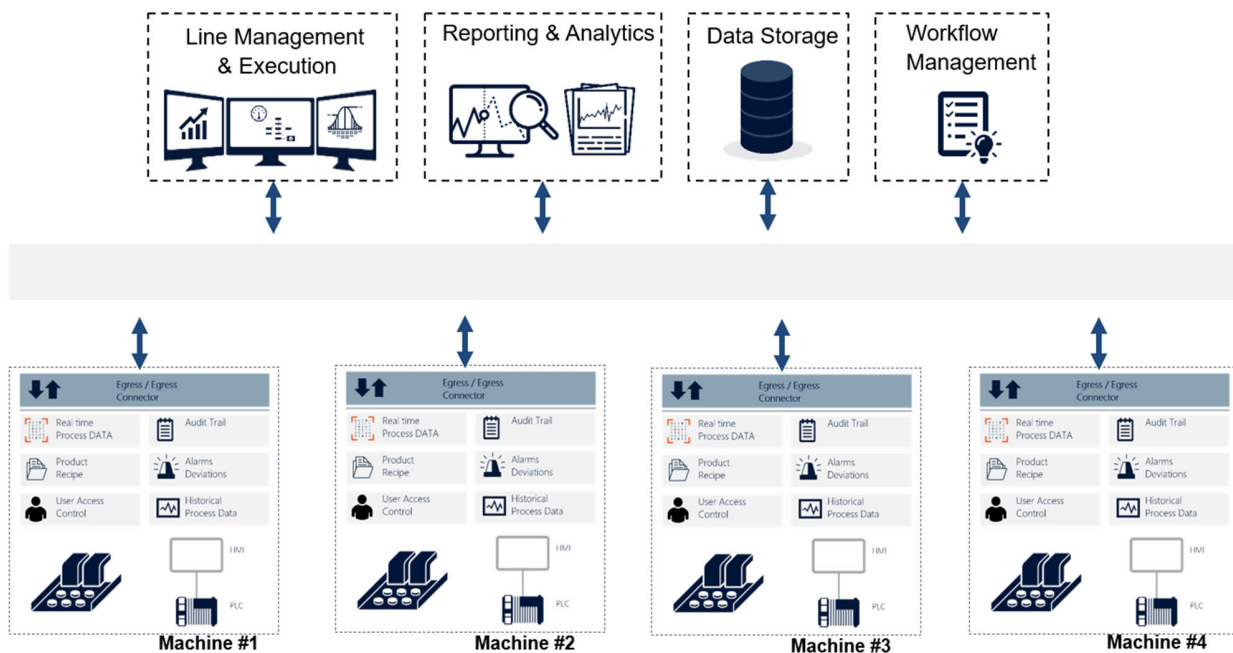 Line Management
& Execution
Reporting & Analytics
Data Storage
Workflow
Management
Egress / Egress
Connector
Real time
Process DATA
Audit Trail
Product
Recipe
Alarms
Deviations
User Access
Control
Historical
Process Data
HMI
PLC
Machine #1
Egress / Egress
Connector
Real time
Process DATA
Audit Trail
Product
Recipe
Alarms
Deviations
User Access
Control
Historical
Process Data
HMI
PLC
Machine #2
Egress / Egress
Connector
Real time
Process DATA
Audit Trail
Product
Recipe
Alarms
Deviations
User Access
Control
Historical
Process Data
HMI
PLC
Machine #3
Egress / Egress
Connector
Real time
Process DATA
Audit Trail
Product
Recipe
Alarms
Deviations
User Access
Control
Historical
Process Data
HMI
PLC
Machine #4